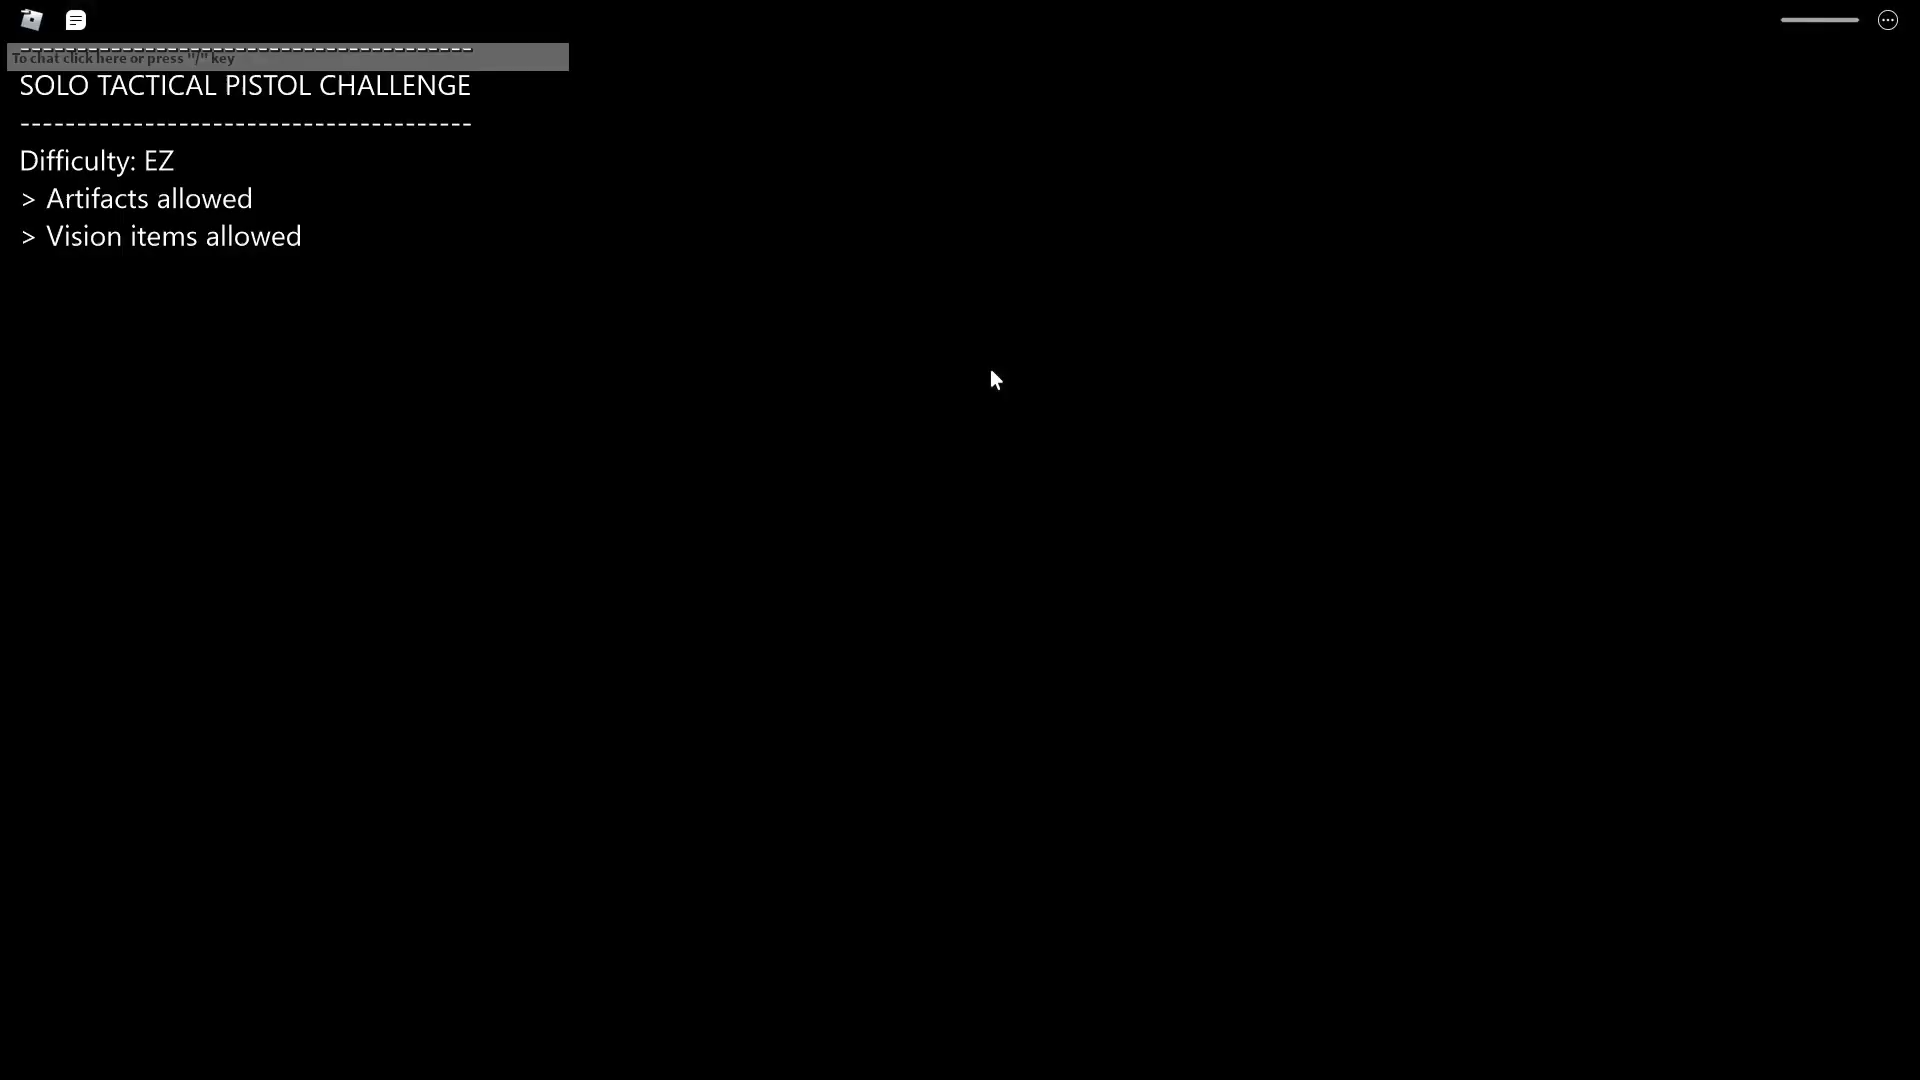 ---------------------------------------
To chat click here or press "/" key
SOLO TACTICAL PISTOL CHALLENGE
---------------------------------------
Difficulty: EZ
> Artifacts allowed
> Vision items allowed